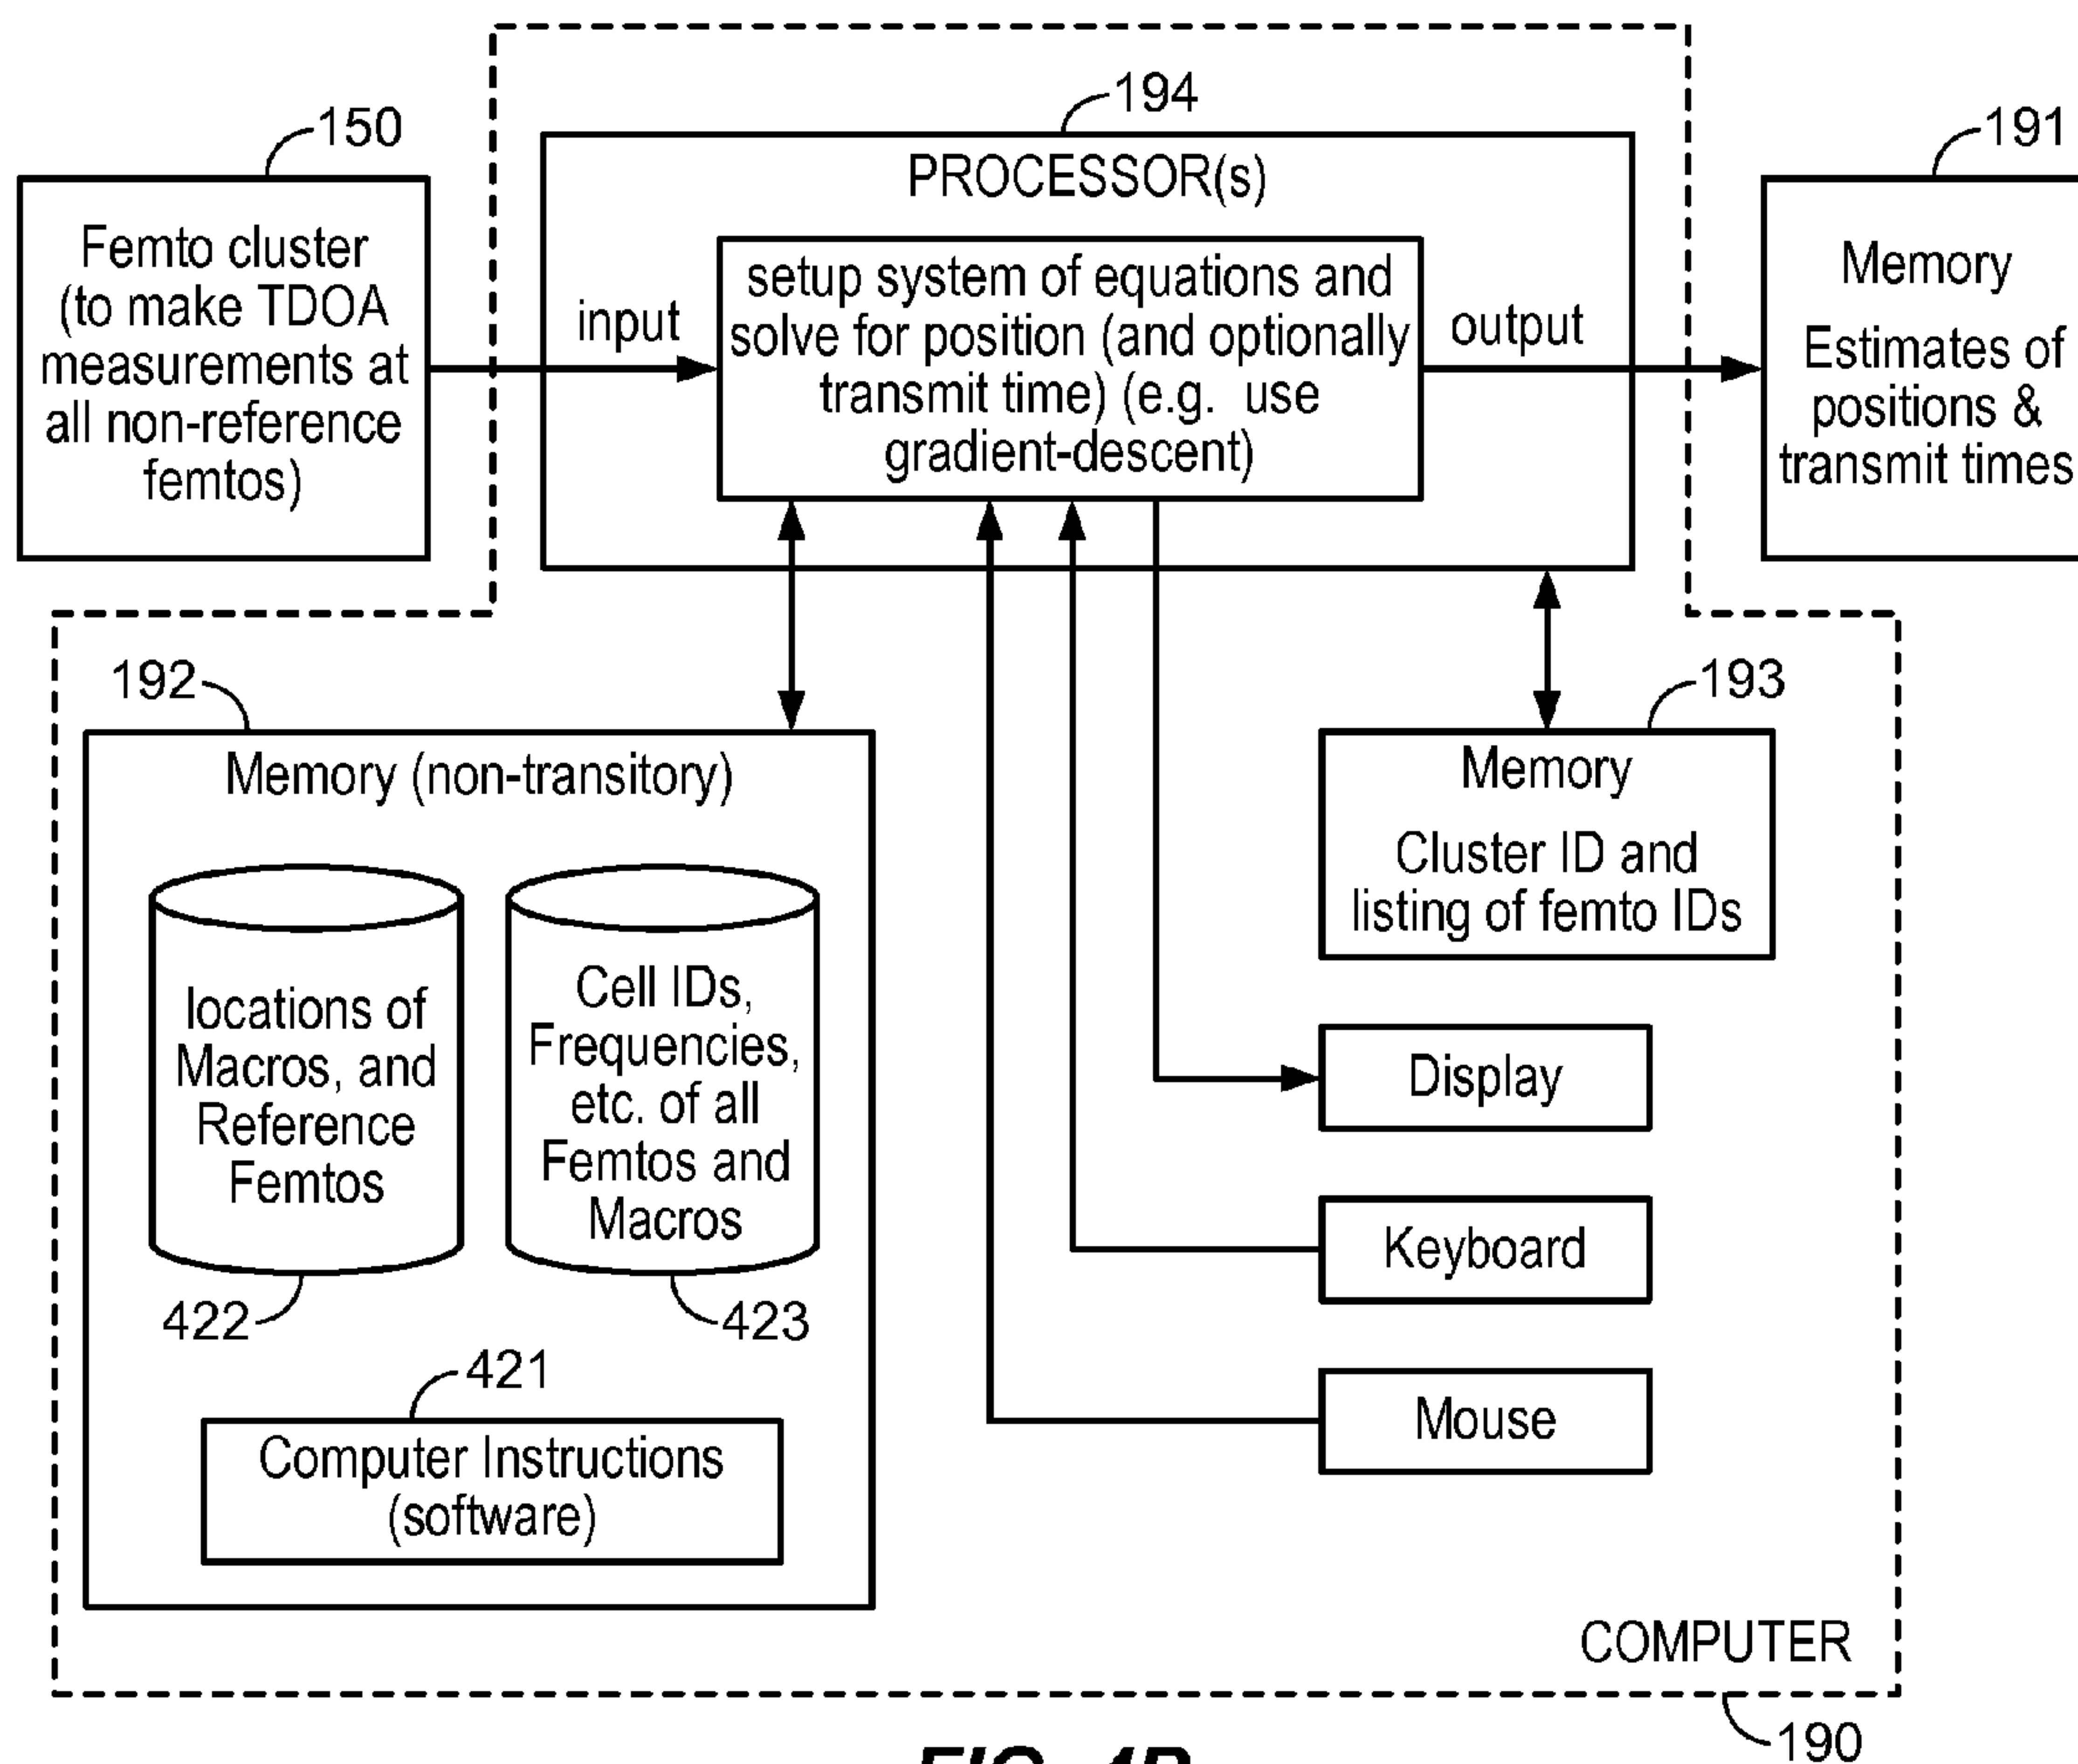 194
150
191
PROCESSOR(s)
Femto cluster
(to make TDOA
measurements at
all non-reference
femtos)
input
setup system of equations and
solve for position (and optionally
transmit time) (e.g. use
gradient-descent)
output
Memory
Estimates of
positions &
transmit times
192
193
Memory (non-transitory)
Memory
Cluster ID and
listing of femto IDs
locations of
Macros, and
Reference
Femtos
Cell IDs,
Frequencies,
etc. of all
Femtos and
Macros
Display
Keyboard
422
423
421
Mouse
Computer Instructions
(software)
COMPUTER
190
FIG. 4B